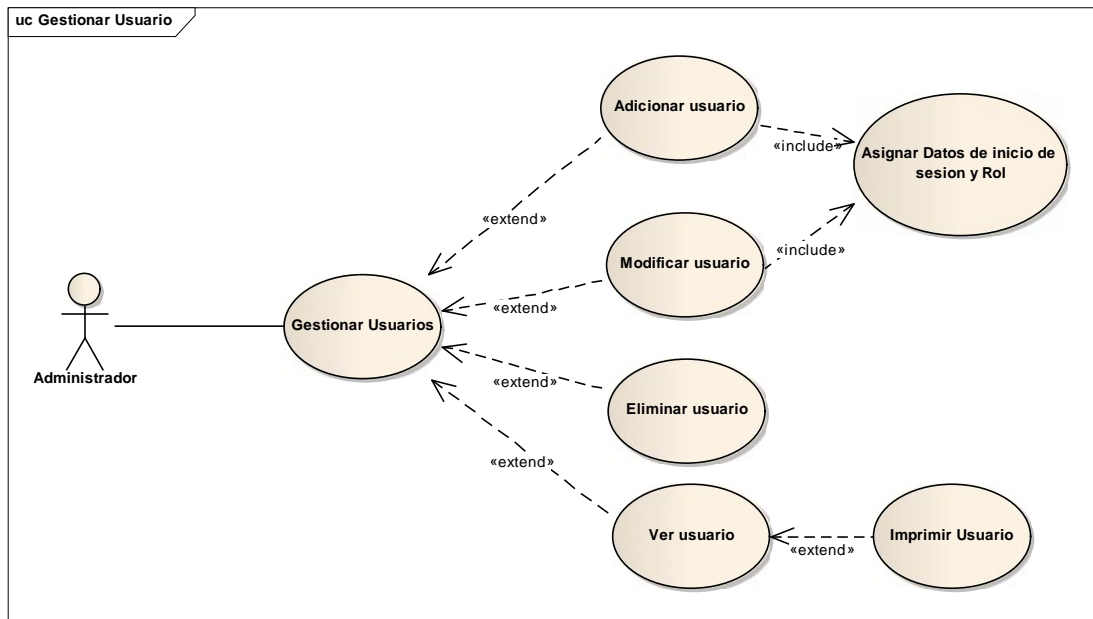 uc Gestionar Usuario
Adicionar usuario
«include»
Asignar Datos de inicio de
sesion y Rol
«extend»
Modificar usuario
«include»
«extend»
Gestionar Usuarios
Administrador
«extend»
Eliminar usuario
«extend»
Ver usuario
«extend»
Imprimir Usuario